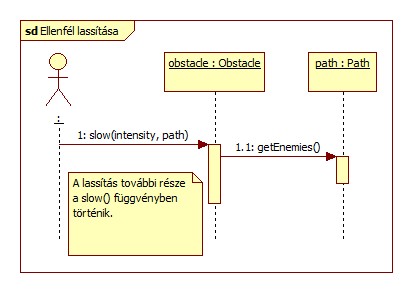 sd Ellenfél lassítása
obstacle : Obstacle
path : Path
:
1: slow(intensity, path)
1.1: getEnemies()
A lassítás további része
a slow() függvényben
történik.